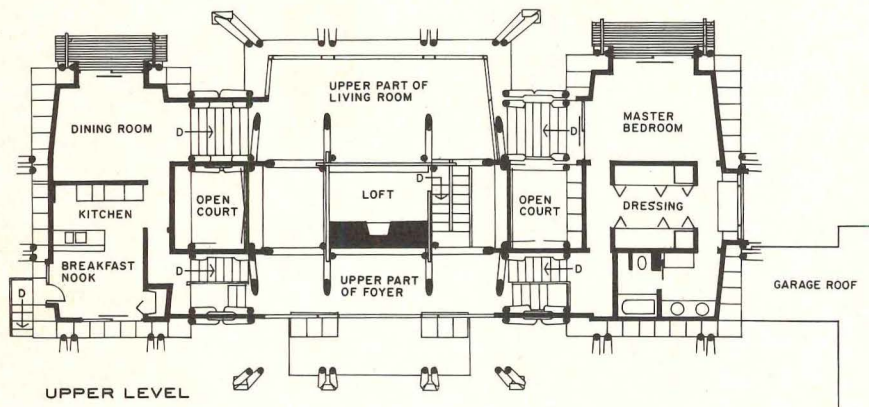 UPPER PART OF
LIVING ROOM
DINING ROOM
D
D
MASTER
BEDROOM
OPEN
COURT
LOFT
D
OPEN
COURT
DRESSING
KITCHEN
BREAKFAST
NOOK
D
D
UPPER PART
OF FOYER
D
GARAGE ROOF
UPPER LEVEL